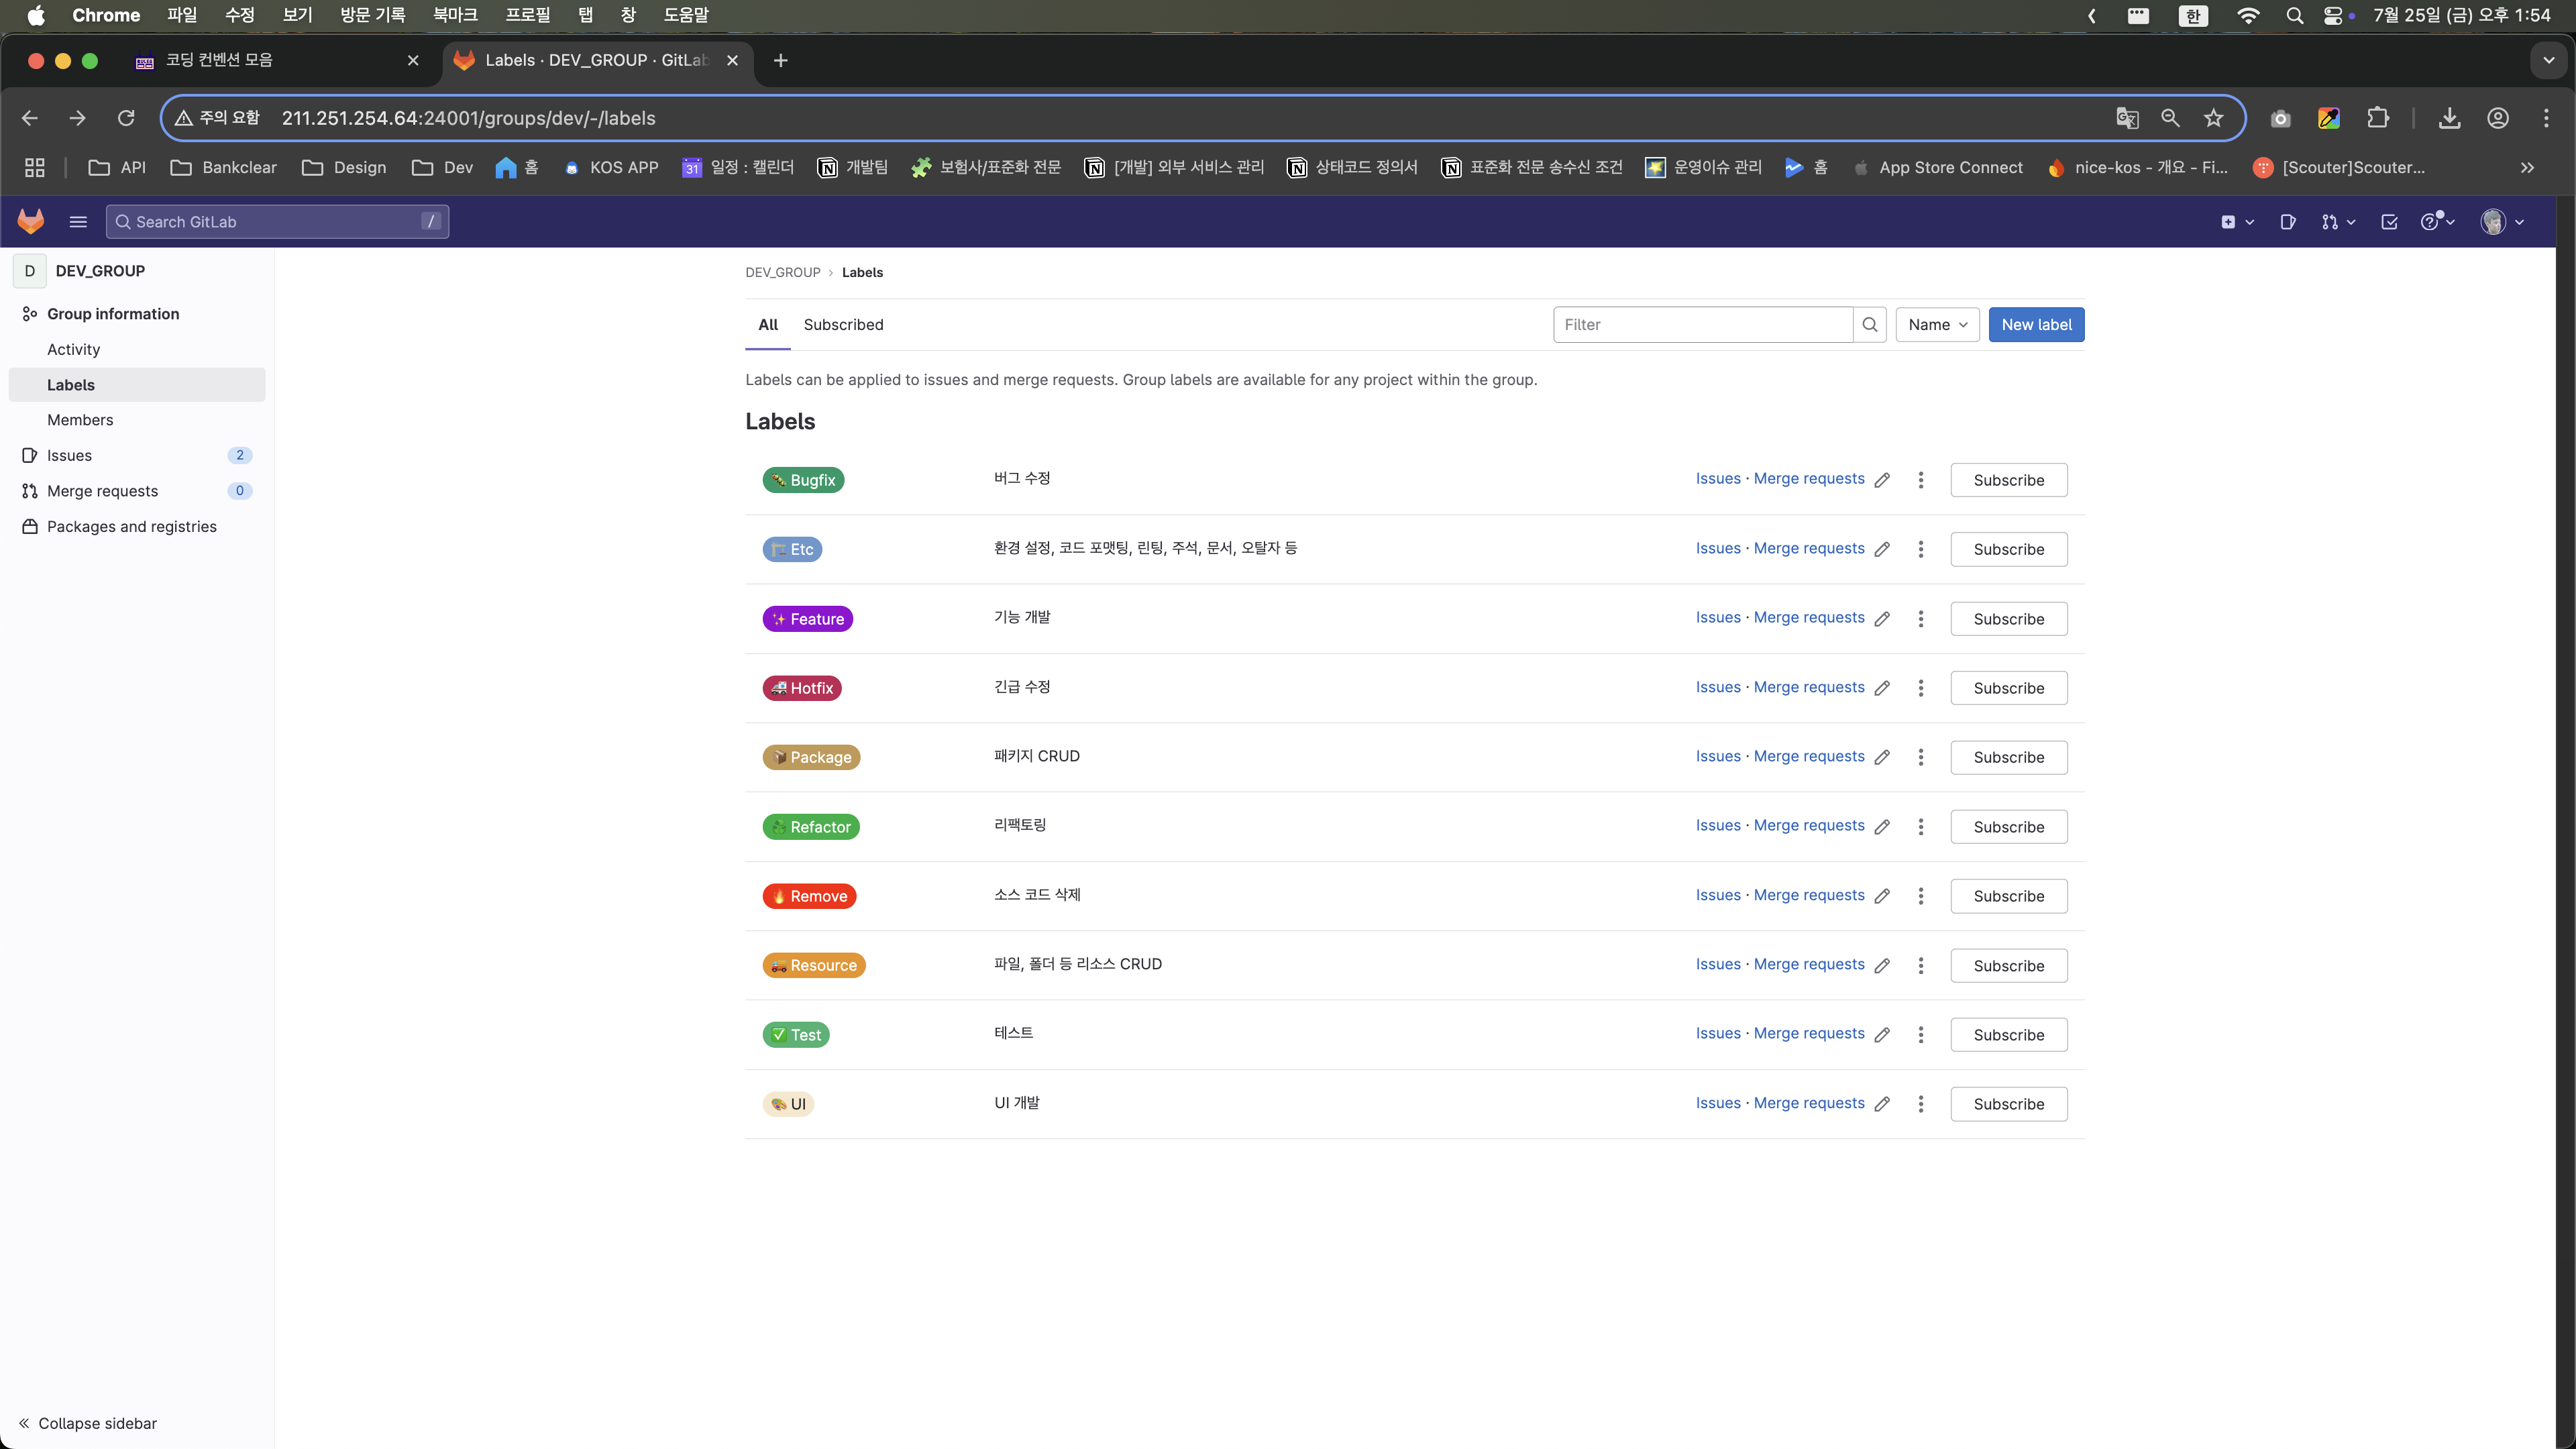 Chrome 파일 수정 보기 방문 기록 북마크 프로필 탭 창 도움말 한 7월 25일 (금) 오후 1:54
코딩 컨벤션 모음 Labels · DEV_GROUP · GitLab
주의 요함 211.251.254.64:24001/groups/dev/-/labels
API Bankclear Design Dev 홈 KOS APP 31 일정 : 캘린더 개발팀 보험사/표준화 전문 [개발] 외부 서비스 관리 상태코드 정의서 표준화 전문 송수신 조건 운영이슈 관리 홈 App Store Connect nice-kos - 개요 - Fi... [Scouter]Scouter...
Search GitLab /
D DEV_GROUP
Group information
Activity
Labels
Members
Issues 2
Merge requests 0
Packages and registries
Collapse sidebar
DEV_GROUP › Labels
All Subscribed Filter Name New label
Labels can be applied to issues and merge requests. Group labels are available for any project within the group.
Labels
Bugfix 버그 수정 Issues · Merge requests Subscribe
Etc 환경 설정, 코드 포맷팅, 린팅, 주석, 문서, 오탈자 등 Issues · Merge requests Subscribe
Feature 기능 개발 Issues · Merge requests Subscribe
Hotfix 긴급 수정 Issues · Merge requests Subscribe
Package 패키지 CRUD Issues · Merge requests Subscribe
Refactor 리팩토링 Issues · Merge requests Subscribe
Remove 소스 코드 삭제 Issues · Merge requests Subscribe
Resource 파일, 폴더 등 리소스 CRUD Issues · Merge requests Subscribe
Test 테스트 Issues · Merge requests Subscribe
UI UI 개발 Issues · Merge requests Subscribe